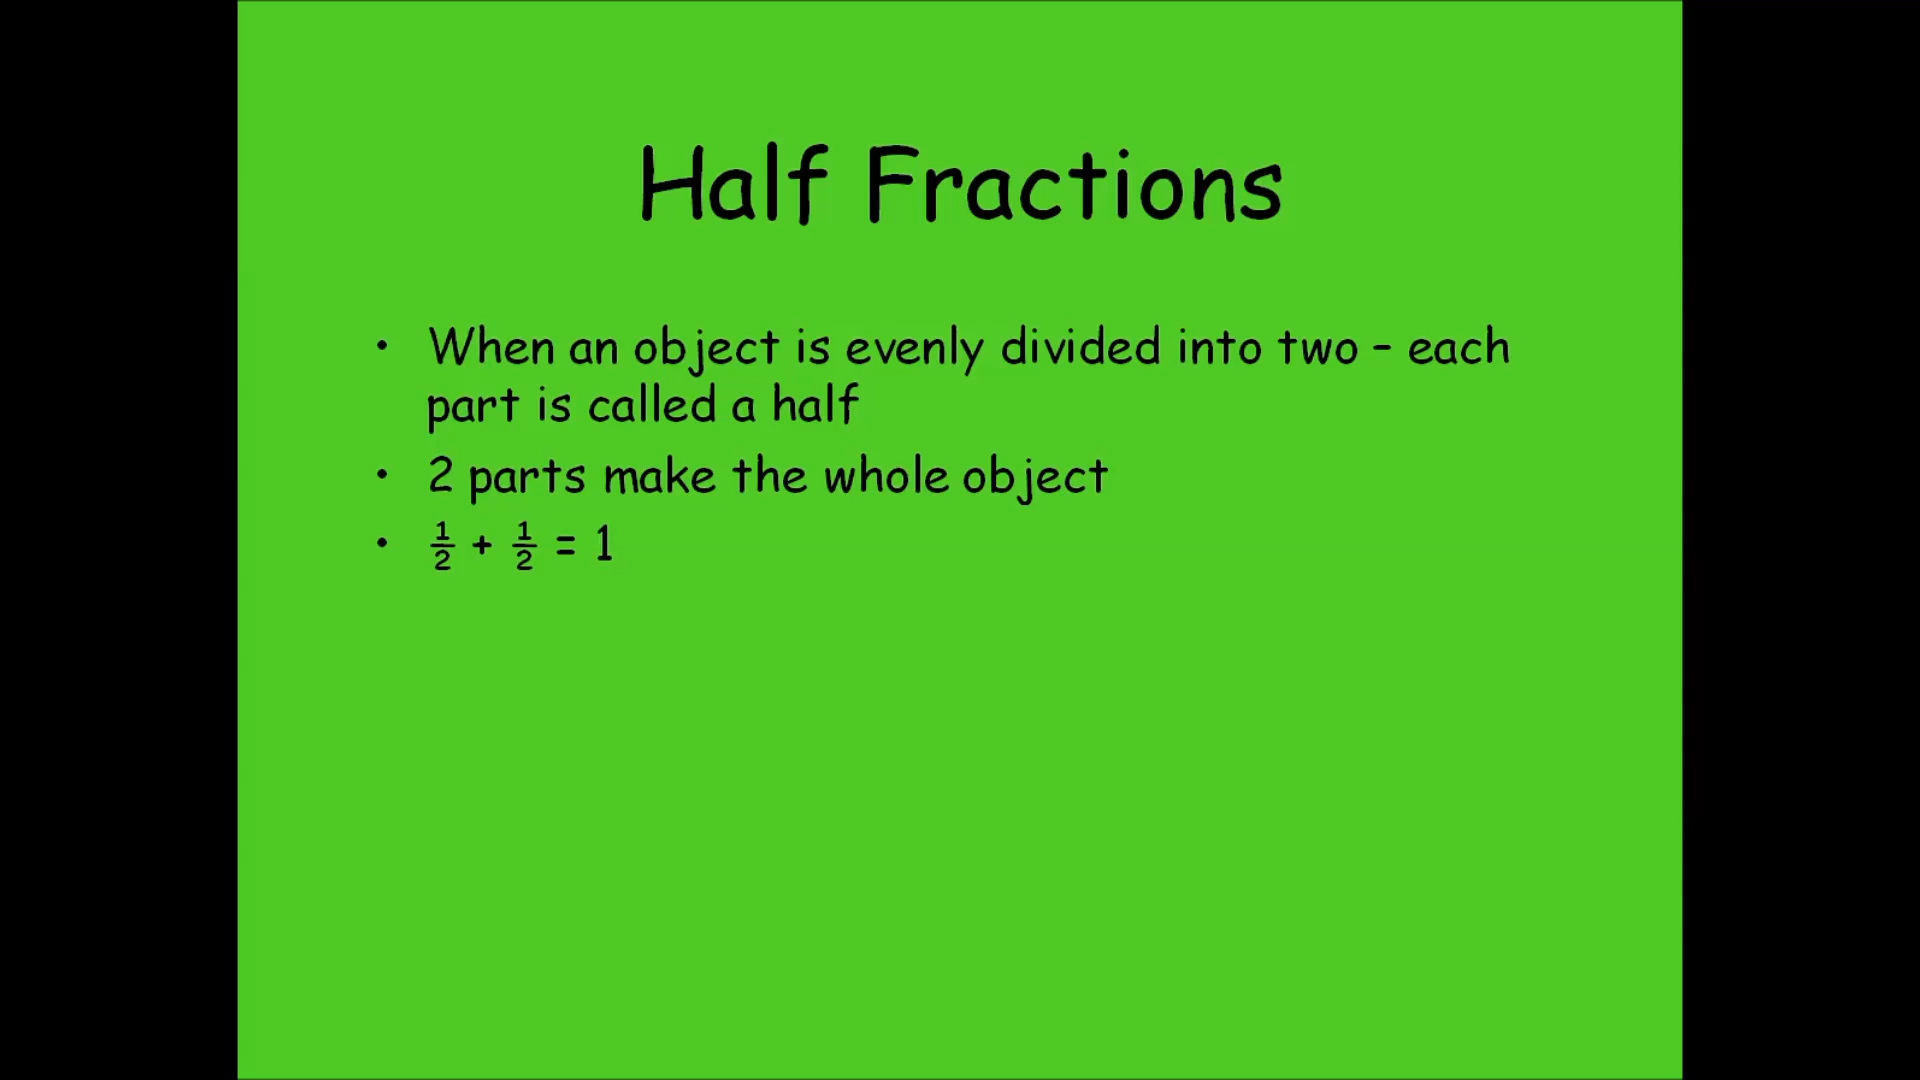 Half Fractions
• When an object is evenly divided into two – each
part is called a half
• 2 parts make the whole object
• ½ + ½ = 1